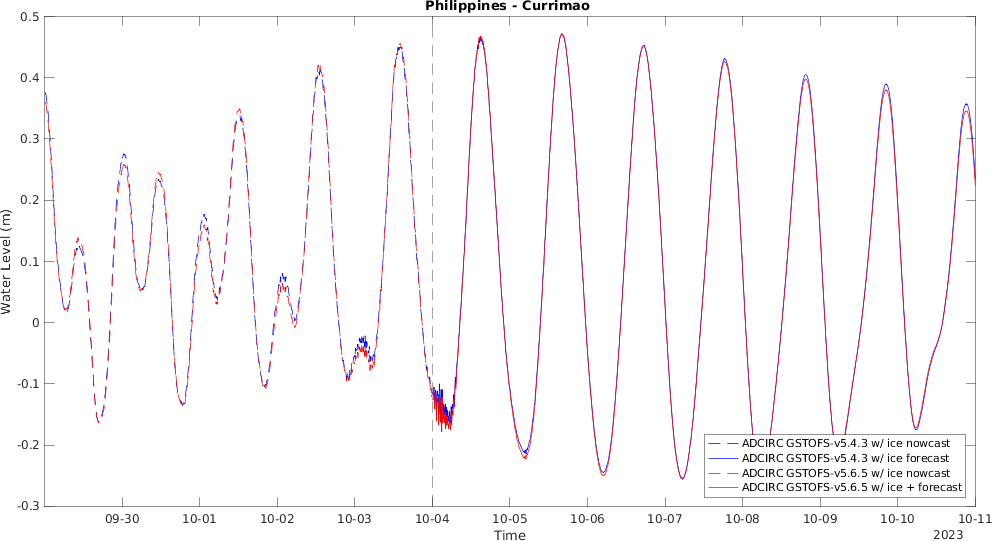 Philippines - Currimao
0.5
0.4
0.3
0.2
0.1
0
-0.1
-0.2
-0.3
Water Level (m)
ADCIRC GSTOFS-v5.4.3 w/ ice nowcast
ADCIRC GSTOFS-v5.4.3 w/ ice forecast
ADCIRC GSTOFS-v5.6.5 w/ ice nowcast
ADCIRC GSTOFS-v5.6.5 w/ ice + forecast
09-30 10-01 10-02 10-03 10-04 10-05 10-06 10-07 10-08 10-09 10-10 10-11
Time
2023